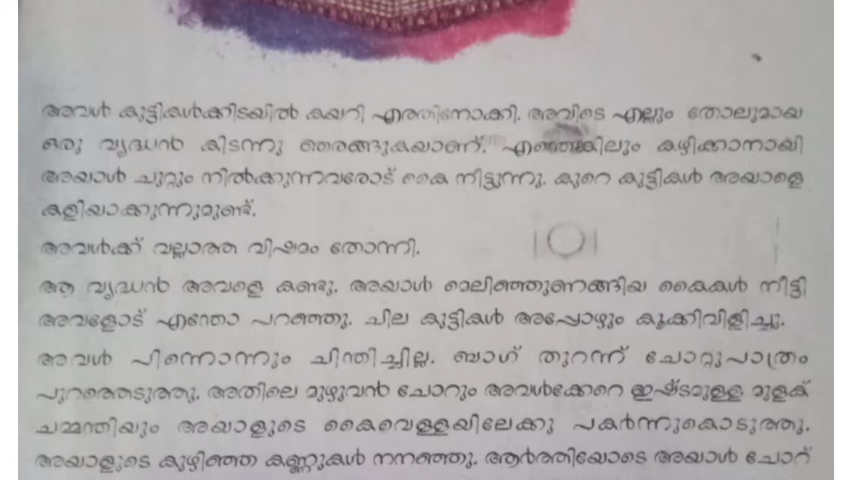 അവൾ കുട്ടികൾക്കിടയിൽ കയറി എത്തിനോക്കി. അവിടെ എല്ലും തോലുമായ
ഒരു വൃദ്ധൻ കിടന്നു ഞരങ്ങുകയാണ്. എന്തെങ്കിലും കഴിക്കാനായി
അയാൾ ചുറ്റും നിൽക്കുന്നവരോട് കൈ നീട്ടുന്നു. കുറെ കുട്ടികൾ അയാളെ
കളിയാക്കുന്നുമുണ്ട്.
അവൾക്ക് വല്ലാത്ത വിഷമം തോന്നി.
ആ വൃദ്ധൻ അവളെ കണ്ടു. അയാൾ മെലിഞ്ഞുണങ്ങിയ കൈകൾ നീട്ടി
അവളോട് എന്തോ പറഞ്ഞു. ചില കുട്ടികൾ അപ്പോഴും കൂക്കിവിളിച്ചു.
അവൾ പിന്നൊന്നും ചിന്തിച്ചില്ല. ബാഗ് തുറന്ന് ചോറ്റുപാത്രം
പുറത്തെടുത്തു. അതിലെ മുഴുവൻ ചോറും അവൾക്കേറെ ഇഷ്ടമുള്ള മുളക്
ചമ്മന്തിയും അയാളുടെ കൈവെള്ളയിലേക്കു പകർന്നുകൊടുത്തു.
അയാളുടെ കുഴിഞ്ഞ കണ്ണുകൾ നനഞ്ഞു. ആർത്തിയോടെ അയാൾ ചോറ്